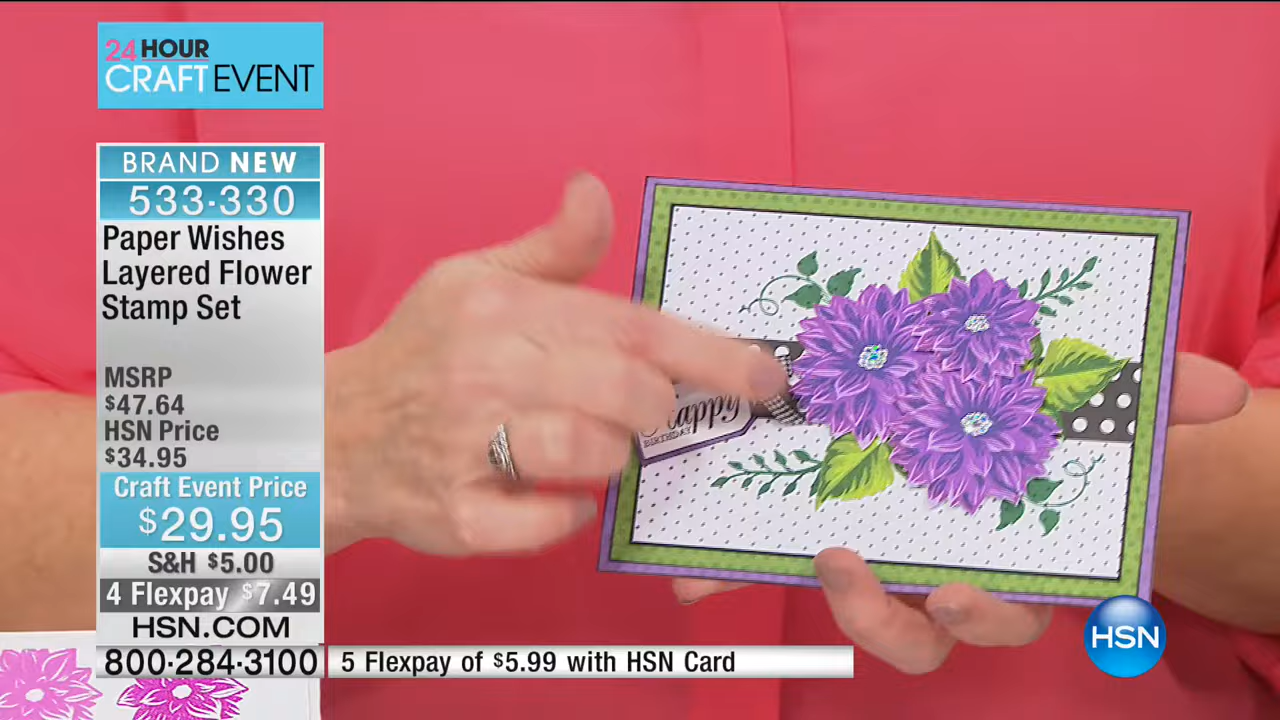 24 HOUR
CRAFT EVENT
BRAND NEW
533-330
Paper Wishes
Layered Flower
Stamp Set
MSRP
$47.64
HSN Price
$34.95
Craft Event Price
$29.95
S&H $5.00
4 Flexpay $7.49
HSN.COM
800-284-3100
5 Flexpay of $5.99 with HSN Card
Happy
BIRTHDAY
HSN